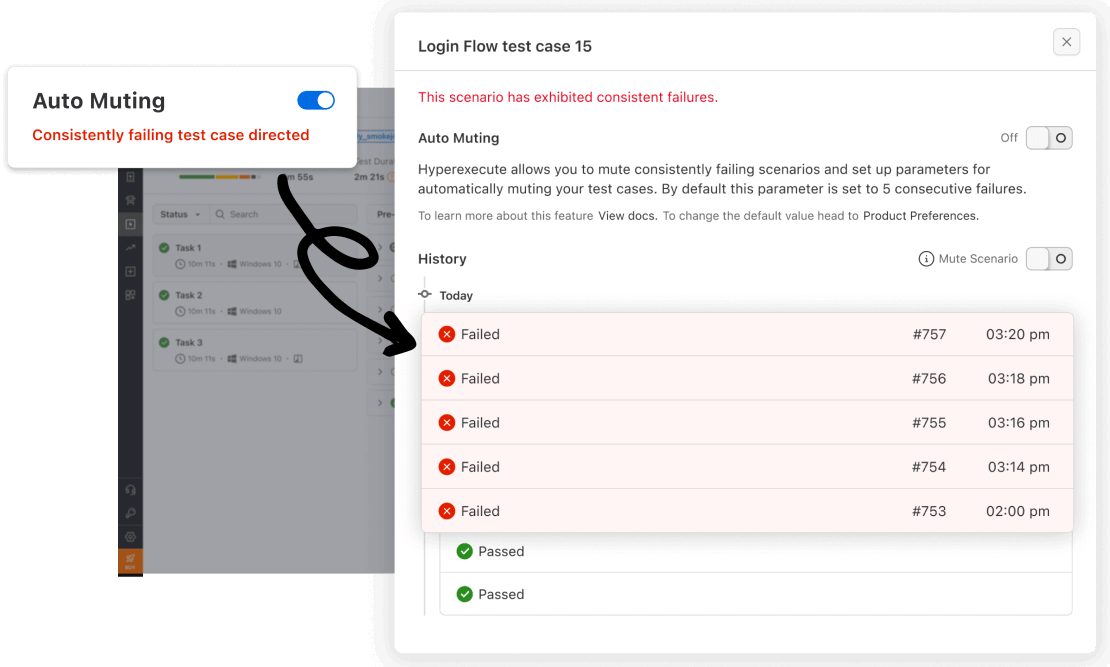 Login Flow test case 15
This scenario has exhibited consistent failures.
Auto Muting
Consistently failing test case directed
Auto Muting
Off
Hyperexecute allows you to mute consistently failing scenarios and set up parameters for
automatically muting your test cases. By default this parameter is set to 5 consecutive failures.
To learn more about this feature View docs. To change the default value head to Product Preferences.
History
Mute Scenario
Today
Failed #757 03:20 pm
Failed #756 03:18 pm
Failed #755 03:16 pm
Failed #754 03:14 pm
Failed #753 02:00 pm
Passed
Passed
55s
2m 21s
Status
Search
Pre-
Task 1
10m 11s · Windows 10
Task 2
10m 11s · Windows 10
Task 3
10m 11s · Windows 10